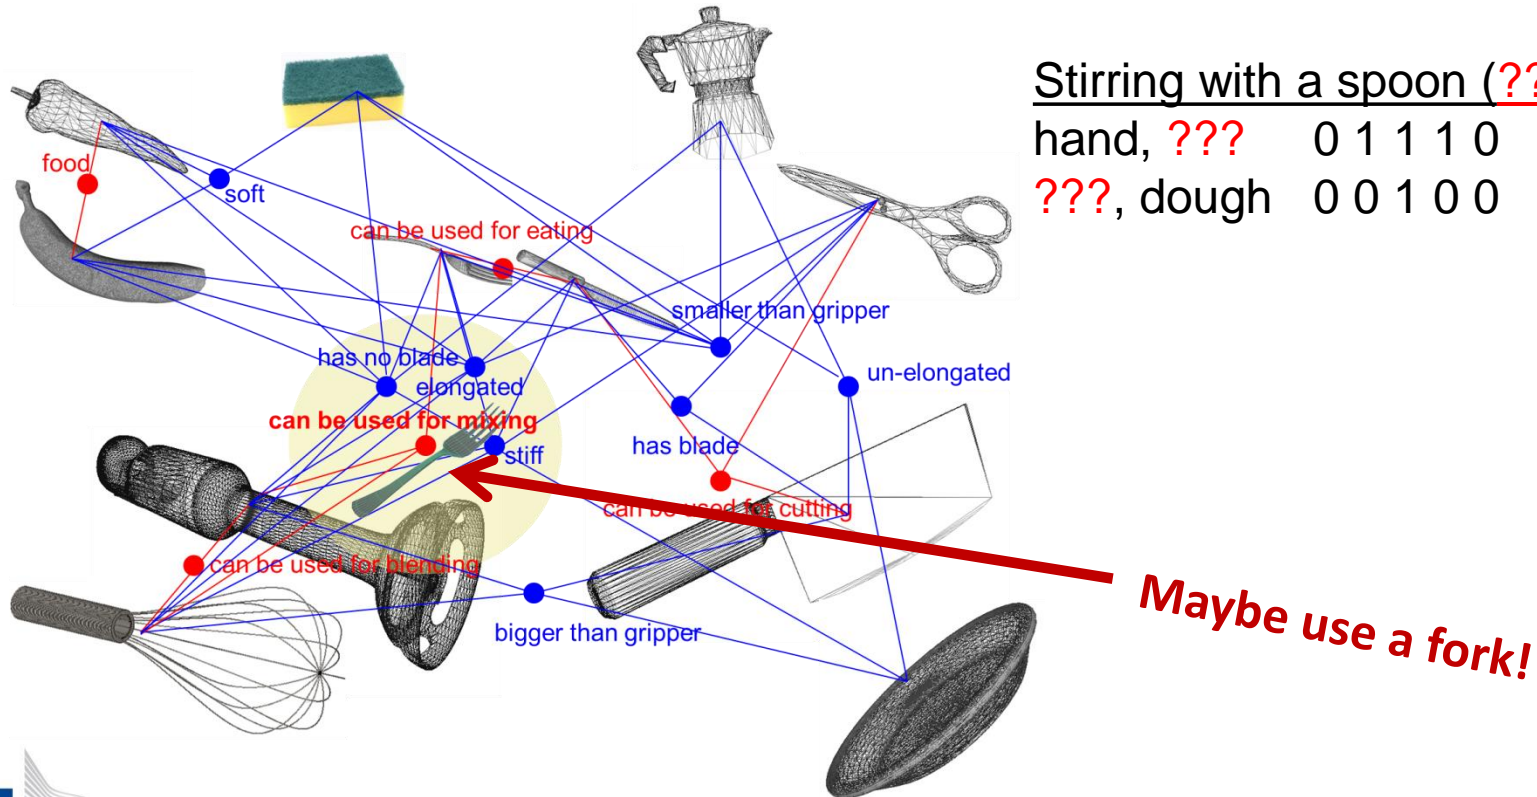 Stirring with a spoon (??
hand, ??? 0 1 1 1 0
???, dough 0 0 1 0 0
food
soft
can be used for eating
smaller than gripper
has no blade
elongated
un-elongated
can be used for mixing
stiff
has blade
can be used for cutting
can be used for blending
bigger than gripper
Maybe use a fork!